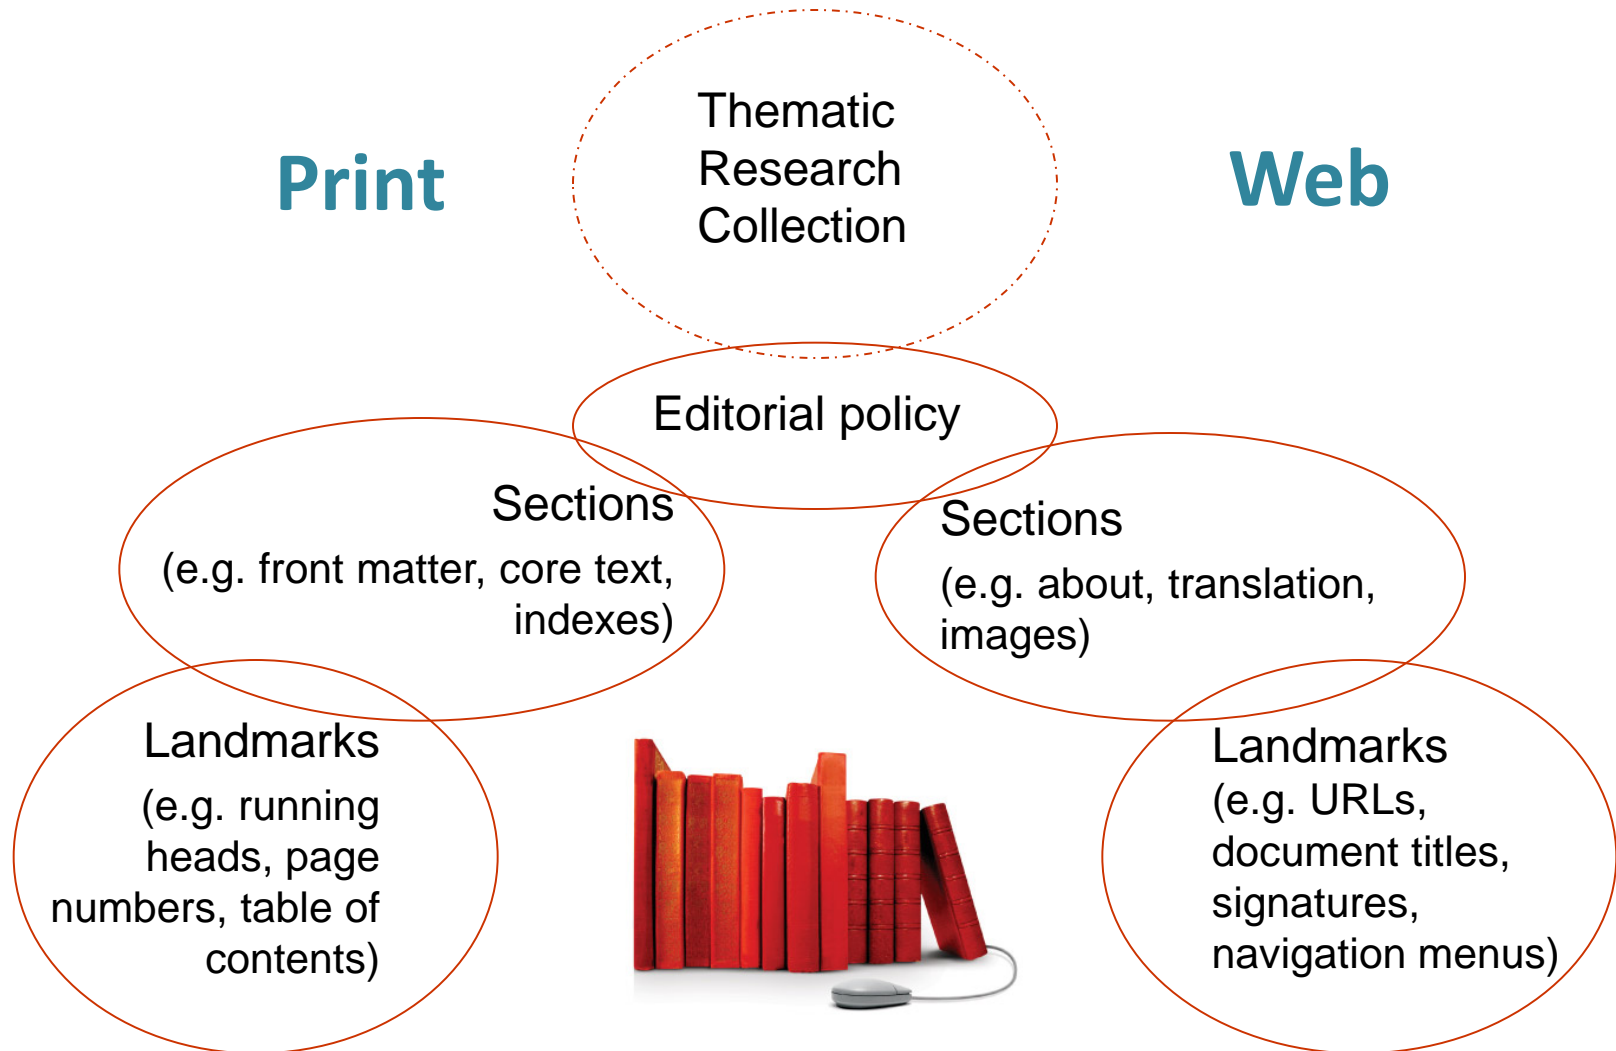 Print
Thematic
Research
Collection
Web
Editorial policy
Sections
(e.g. front matter, core text,
indexes)
Sections
(e.g. about, translation,
images)
Landmarks
(e.g. running
heads, page
numbers, table of
contents)
Landmarks
(e.g. URLs,
document titles,
signatures,
navigation menus)